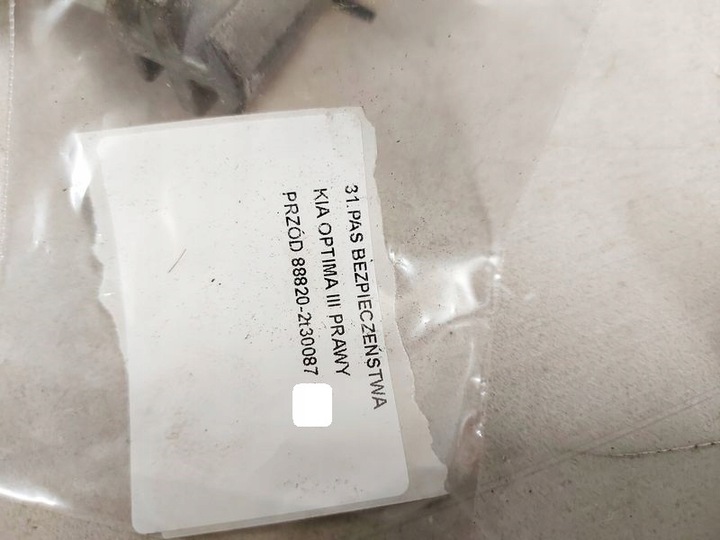 31.PAS BEZPIECZEŃSTWA
KIA OPTIMA III PRAWY
PRZÓD 88820-2t30087